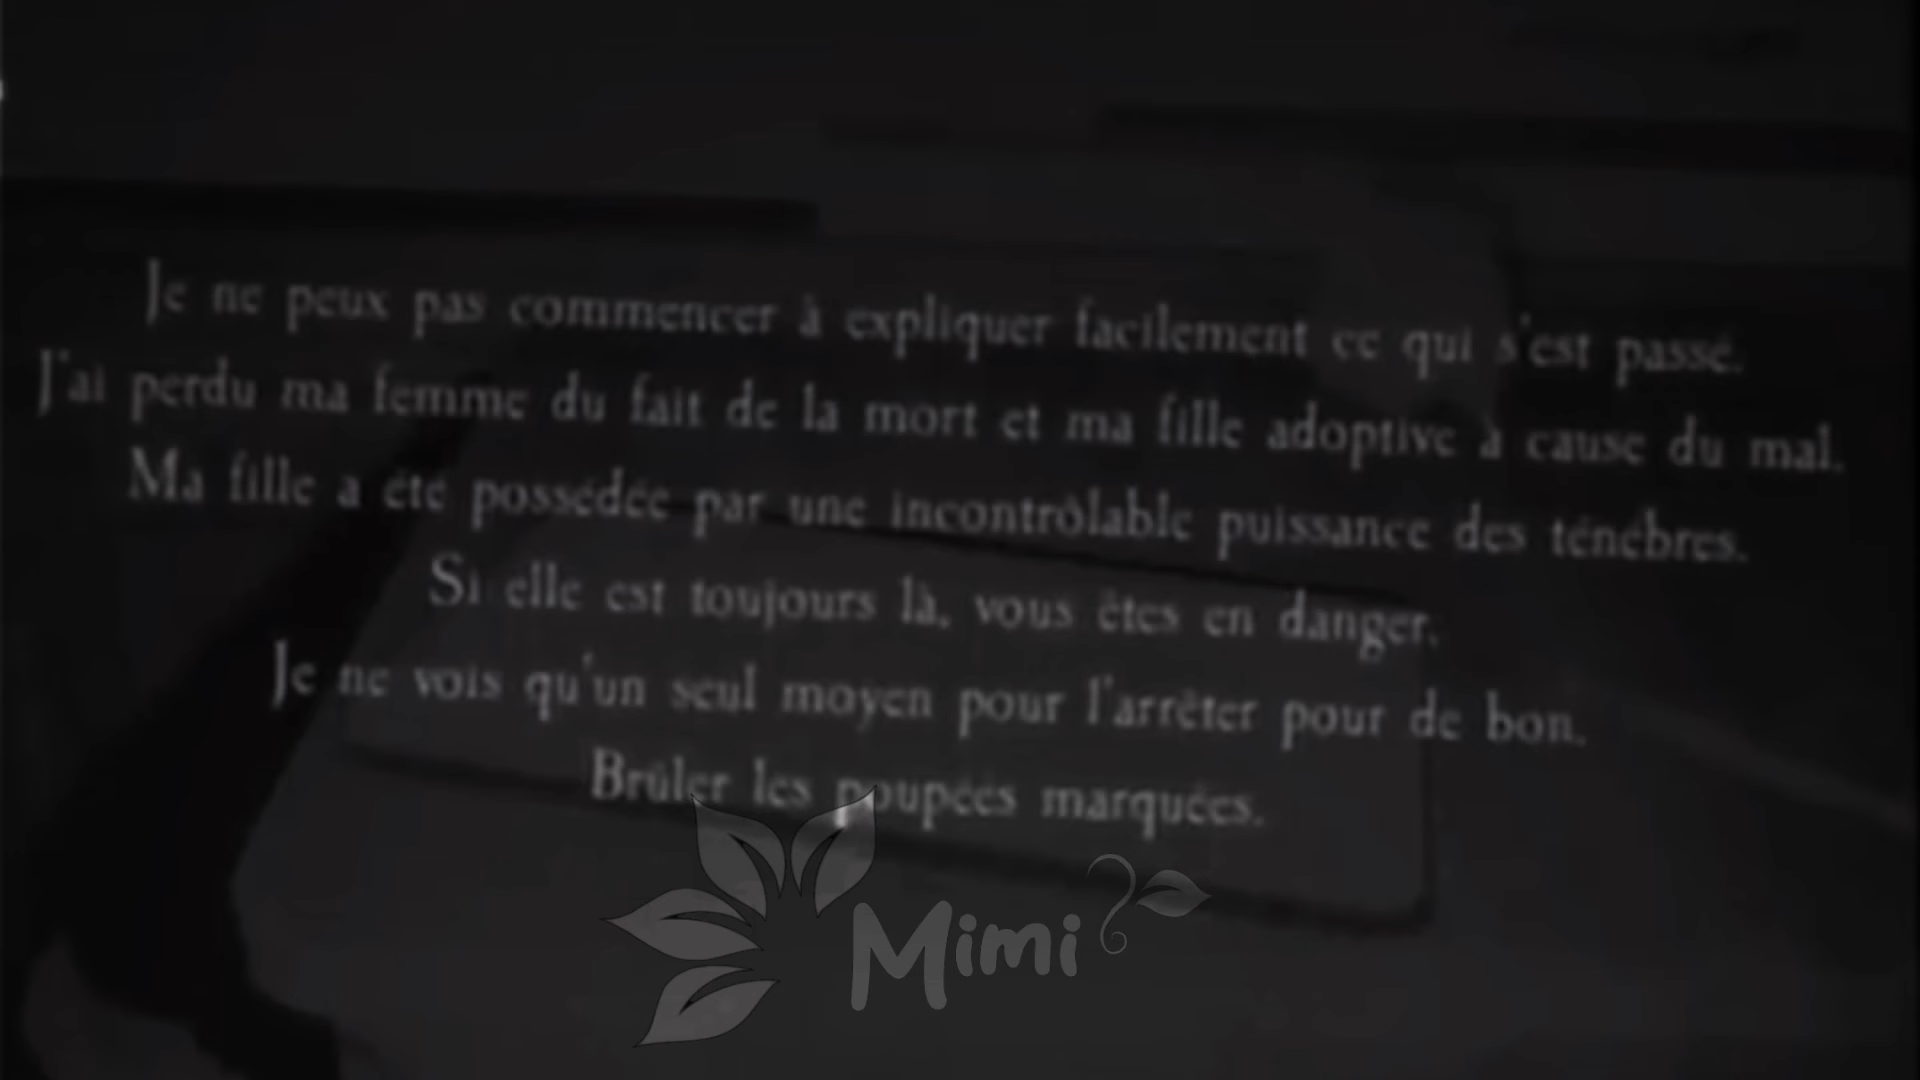 Je ne peux pas commencer à expliquer facilement ce qui s'est passé.
J'ai perdu ma femme du fait de la mort et ma fille adoptive à cause du mal.
Ma fille a été possédée par une incontrôlable puissance des ténèbres.
Si elle est toujours là, vous êtes en danger.
Je ne vois qu'un seul moyen pour l'arrêter pour de bon.
Brûler les poupées marquées.
Mimi